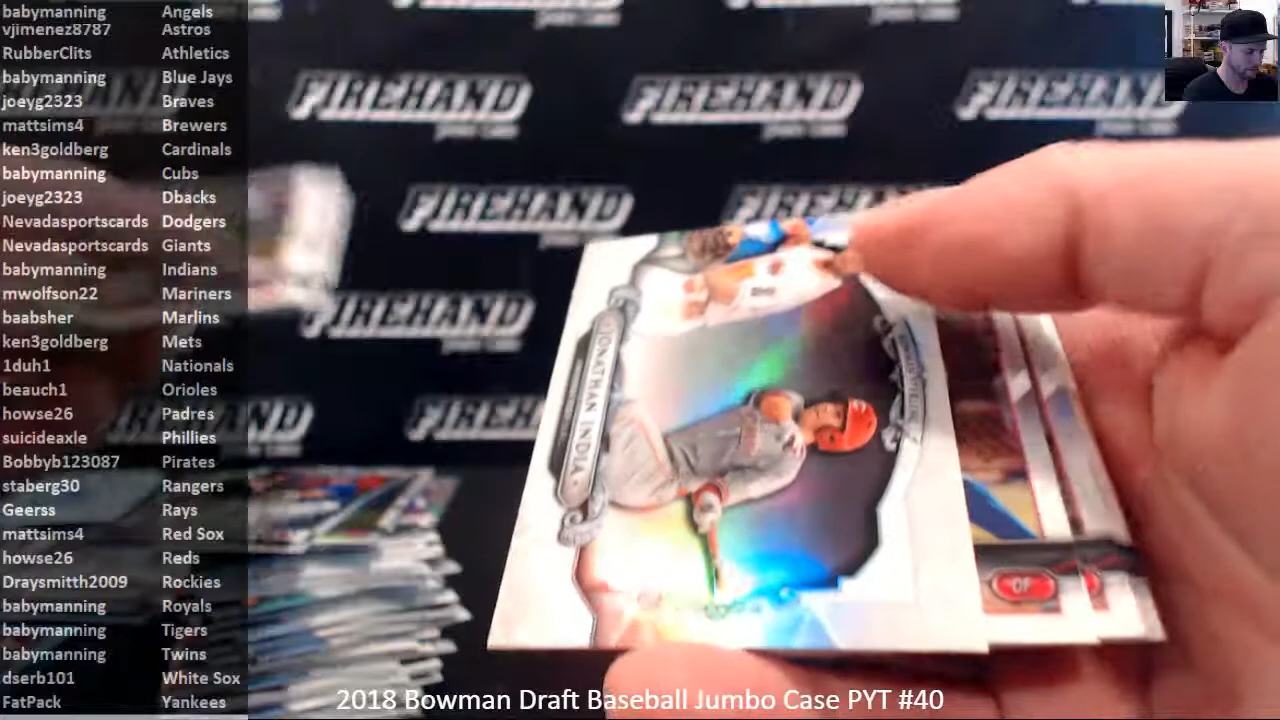 babymanning Angels
vjimenez8787 Astros
RubberClits Athletics
babymanning Blue Jays
joeyg2323 Braves
mattsims4 Brewers
ken3goldberg Cardinals
babymanning Cubs
joeyg2323 Dbacks
Nevadasportscards Dodgers
Nevadasportscards Giants
babymanning Indians
mwolfson22 Mariners
baabsher Marlins
ken3goldberg Mets
1duh1 Nationals
beauch1 Orioles
howse26 Padres
suicideaxle Phillies
Bobbyb123087 Pirates
staberg30 Rangers
Geerss Rays
mattsims4 Red Sox
howse26 Reds
Draysmitth2009 Rockies
babymanning Royals
babymanning Tigers
babymanning Twins
dserb101 White Sox
FatPack Yankees
FIREHAND FIREHAND FIREHAND
FIREHAND FIREHAND
FIREHAND
FIREHAND
JONATHAN INDIA
OF
2018 Bowman Draft Baseball Jumbo Case PYT #40